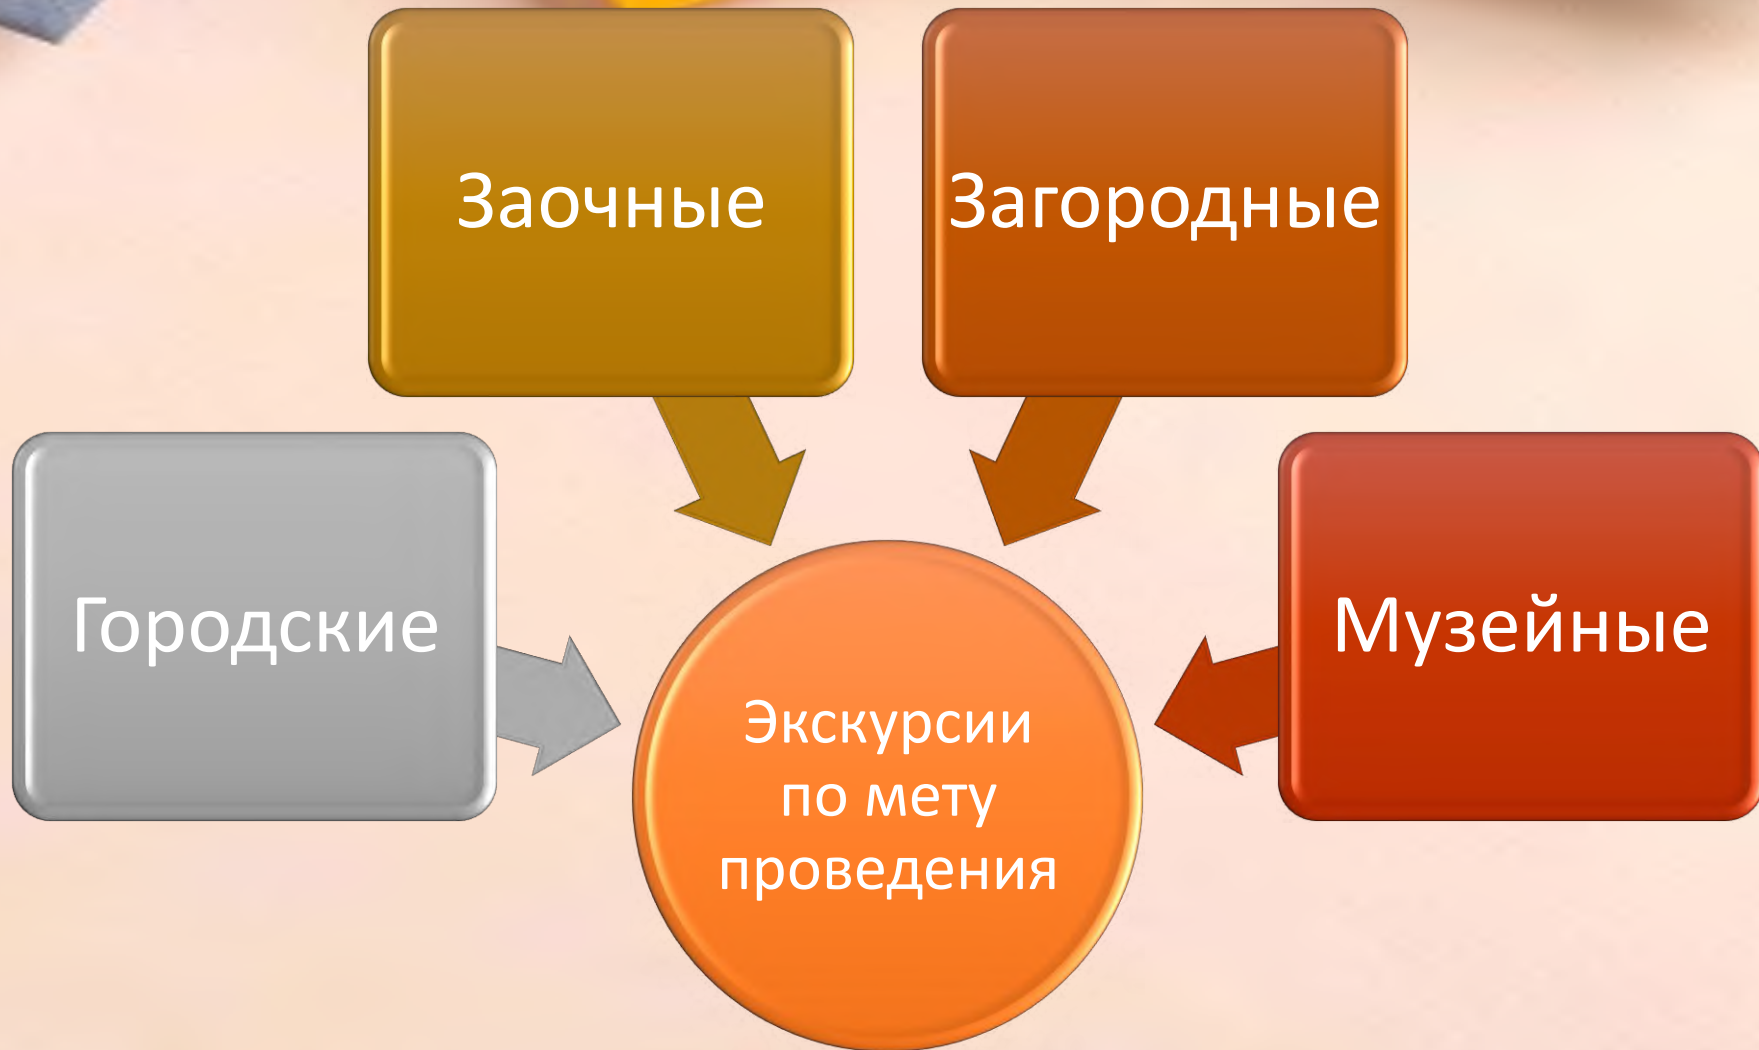 Заочные
Загородные
Городские
Музейные
Экскурсии
по мету
проведения